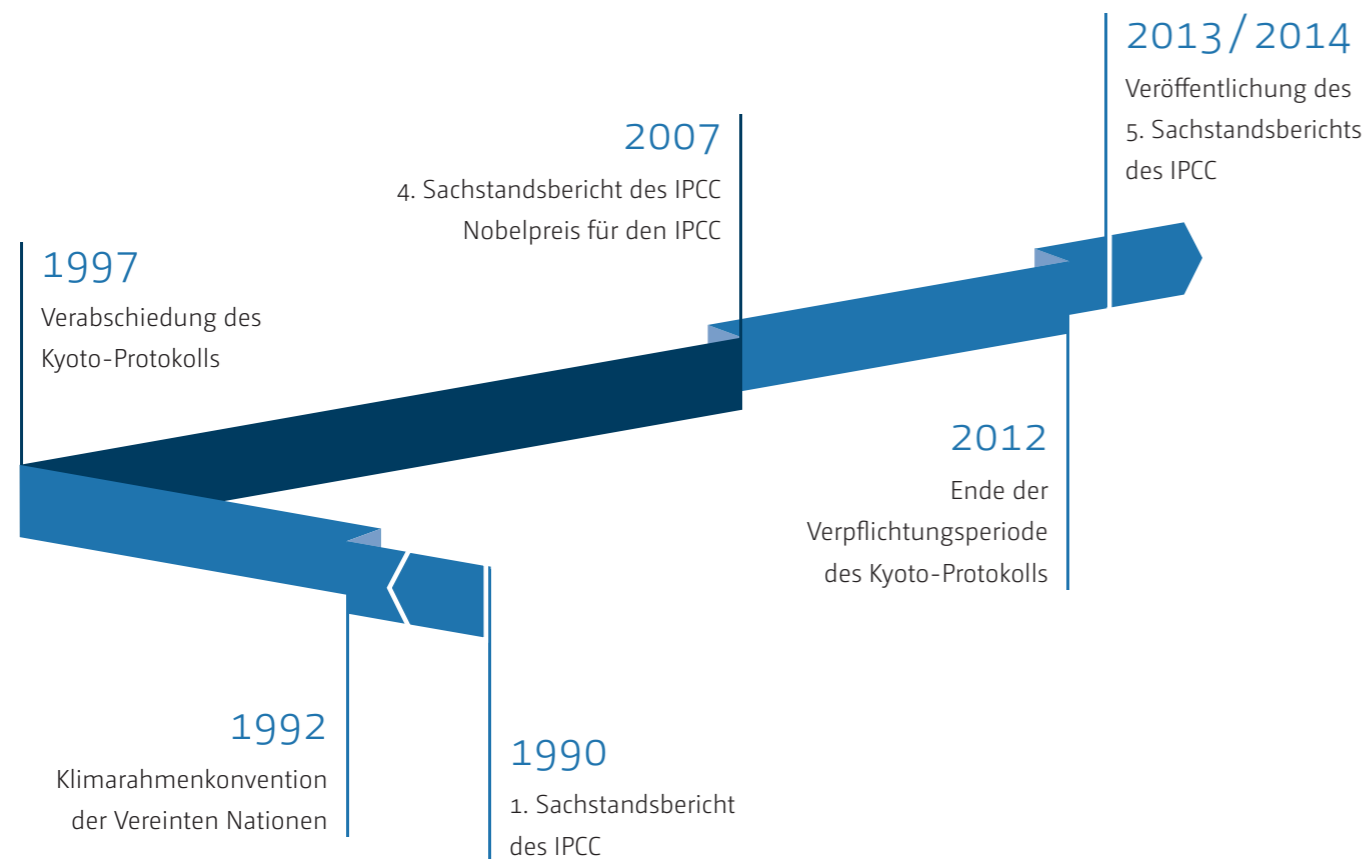 2013/2014
Veröffentlichung des
5. Sachstandsberichts
des IPCC
2007
4. Sachstandsbericht des IPCC
Nobelpreis für den IPCC
1997
Verabschiedung des
Kyoto-Protokolls
2012
Ende der
Verpflichtungsperiode
des Kyoto-Protokolls
1992
Klimarahmenkonvention
der Vereinten Nationen
1990
1. Sachstandsbericht
des IPCC